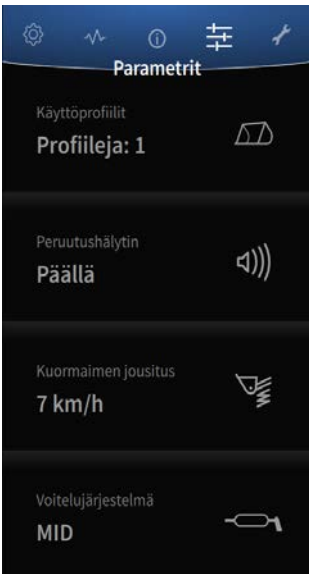 Parametrit
Käyttöprofiilit
Profiileja: 1
Peruutushälytin
Päällä
Kuormaimen jousitus
7 km/h
Voitelujärjestelmä
MID